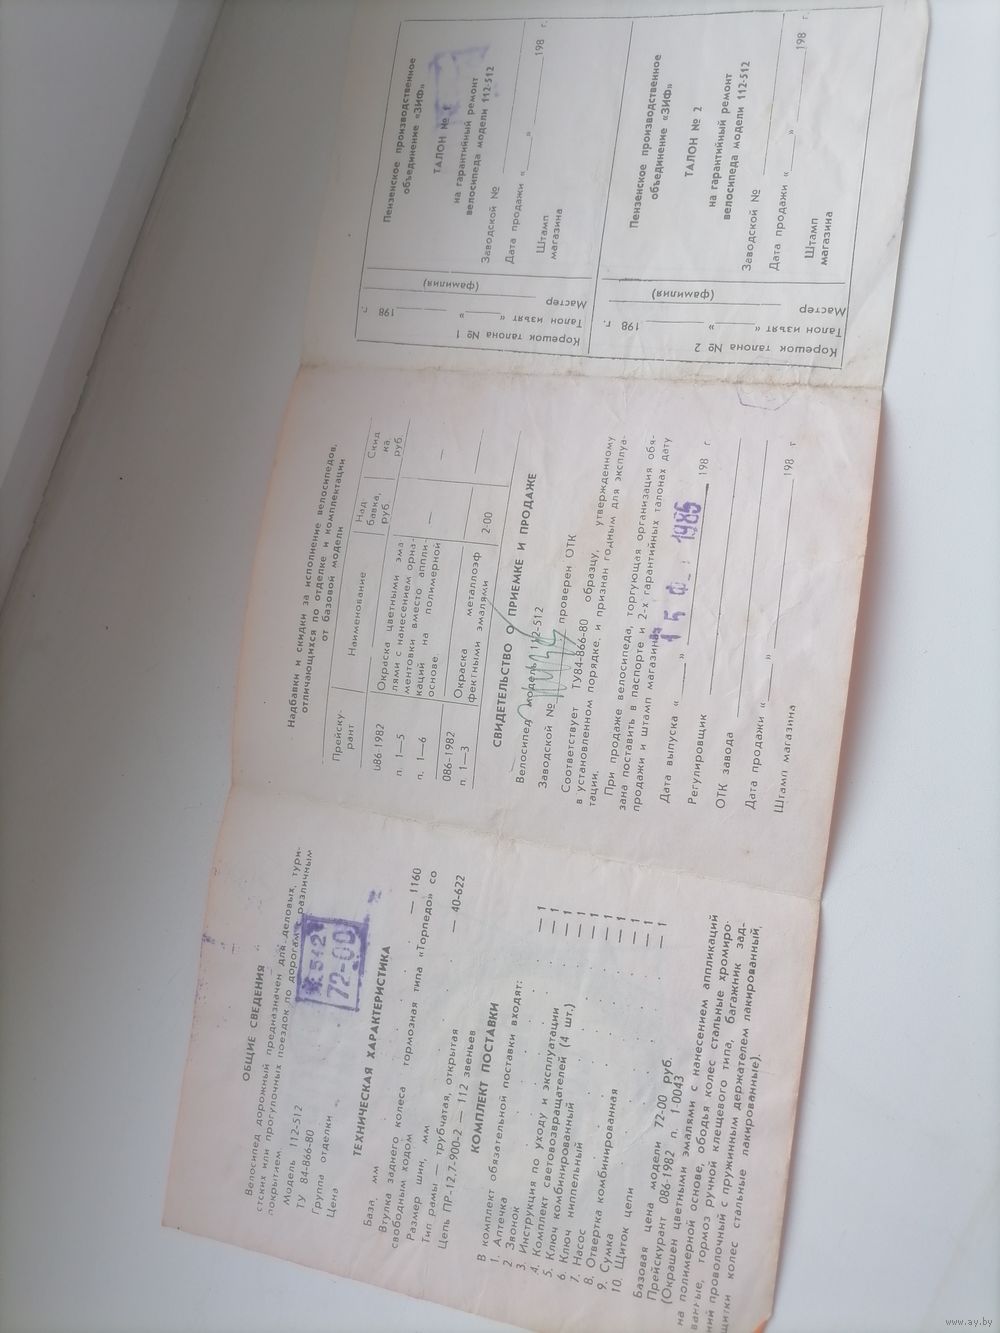 ОБЩИЕ СВЕДЕНИЯ
Велосипед дорожный предназначен для деловых, тури-
стских или прогулочных поездок по дорогам с различным
покрытием.
Модель 112-512
ТУ 84-866-80
Группа отделки
Цена
512
72-00
ТЕХНИЧЕСКАЯ ХАРАКТЕРИСТИКА
База, мм — 1160
Втулка заднего колеса тормозная типа «Торпедо» со
свободным ходом
Размер шин, мм — 40-622
Тип рамы — трубчатая, открытая
Цепь ПР-12,7-900-2 — 112 звеньев
КОМПЛЕКТ ПОСТАВКИ
В комплект обязательной поставки входят:
1. Аптечка — 1
2 Звонок — 1
3. Инструкция по уходу и эксплуатации — 1
4. Комплект световозвращателей (4 шт.) — 1
5. Ключ комбинированный — 1
6 Ключ ниппельный — 1
7. Насос — 1
8. Отвертка комбинированная — 1
9. Сумка — 1
10. Щиток цепи — 1
Базовая цена модели 72-00 руб.
Прейскурант 086-1982 п. 1-0043
(Окрашен цветными эмалями с нанесением аппликаций
на полимерной основе, ободья колес стальные хромиро
ванные, тормоз ручной клещевого типа, багажник зад-
ний проволочный с пружинным держателем лакированный,
щитки колес стальные лакированные).
Надбавки и скидки за исполнение велосипедов,
отличающихся по отделке и комплектации
от базовой модели
Прейску-
рант
Наименование
Над
бавка,
руб.
Скид
ка,
руб.
086-1982
п. 1—5
п. 1—6
Окраска цветными эма
лями с нанесением орна-
ментовки вместо аппли-
каций на полимерной
основе
—
—
086-1982
п 1—3
Окраска металлоэф
фектными эмалями
2-00
СВИДЕТЕЛЬСТВО О ПРИЕМКЕ И ПРОДАЖЕ
Велосипед модель 112-512
Заводской № проверен ОТК
Соответствует ТУ84-866-80 образцу, утвержденному
в установленном порядке, и признан годным для эксплуа-
тации.
При продаже велосипеда, торгующая организация обя-
зана поставить в паспорте и 2-х гарантийных талонах дату
продажи и штамп магазина
Дата выпуска « » 198 г
1986
Регулировщик
ОТК завода
Дата продажи « » 198 г
Штамп магазина
Пензенское производственное
объединение «ЗИФ»
ТАЛОН № 1
на гарантийный ремонт
велосипеда модели 112-512
Заводской №
Дата продажи « » 198 г.
Штамп
магазина
Корешок талона № 1
Талон изъят « » 198 г.
Мастер
(фамилия)
Пензенское производственное
объединение «ЗИФ»
ТАЛОН № 2
на гарантийный ремонт
велосипеда модели 112-512
Заводской №
Дата продажи « » 198 г.
Штамп
магазина
Корешок талона № 2
Талон изъят « » 198 г.
Мастер
(фамилия)
www.ay.by